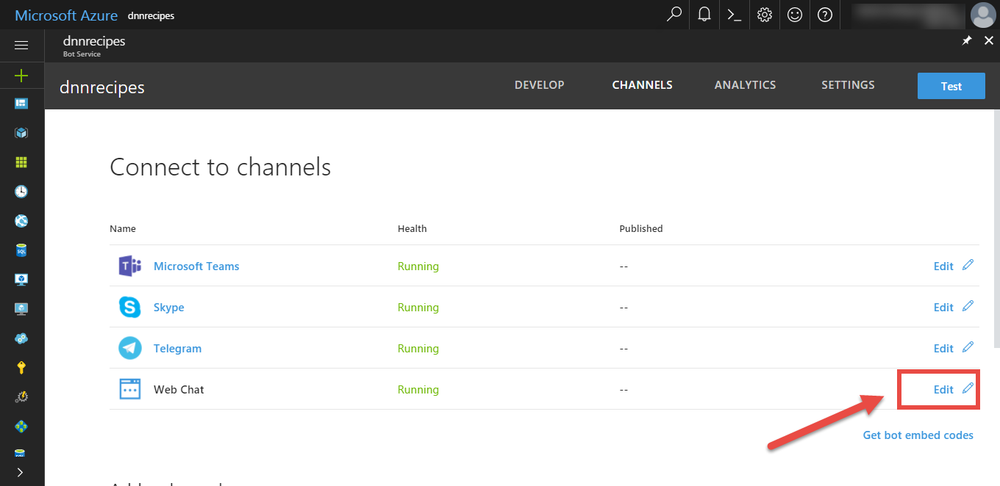 Microsoft Azure dnnrecipes
dnnrecipes
Bot Service
dnnrecipes DEVELOP CHANNELS ANALYTICS SETTINGS Test
Connect to channels
Name Health Published
Microsoft Teams Running -- Edit
Skype Running -- Edit
Telegram Running -- Edit
Web Chat Running -- Edit
Get bot embed codes